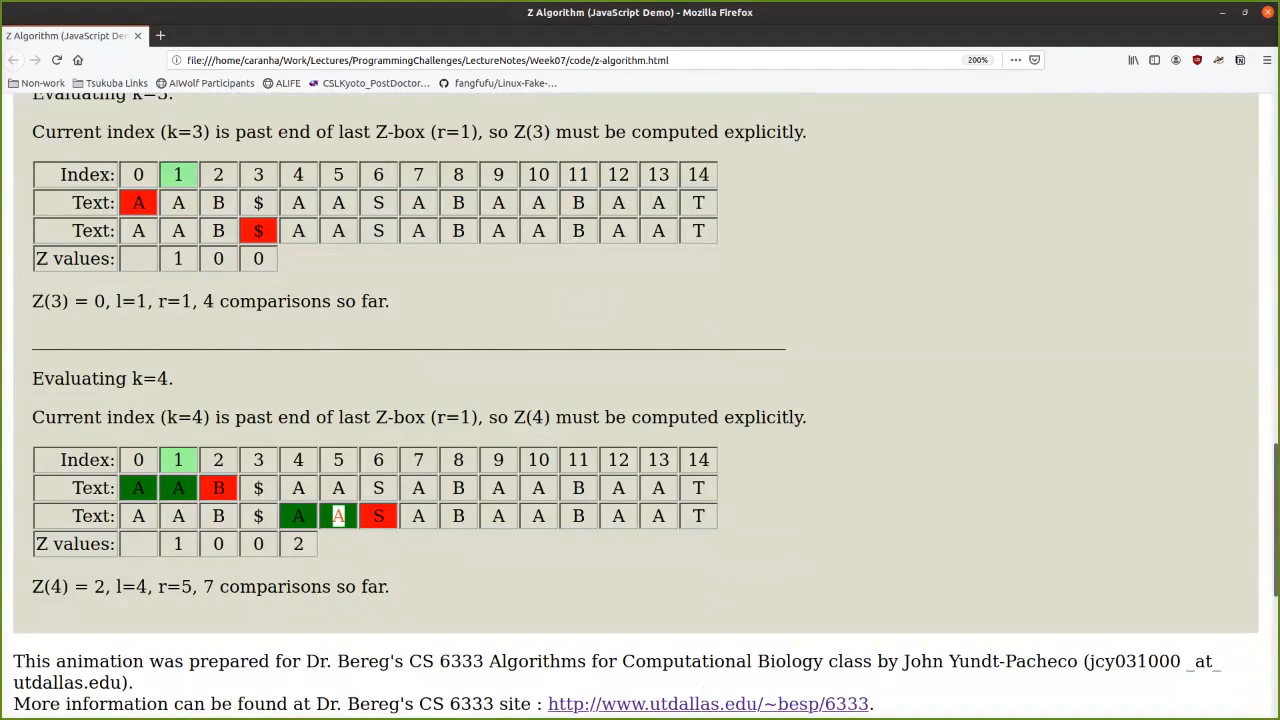 Z Algorithm (JavaScript Demo) - Mozilla Firefox
Z Algorithm (JavaScript Den
file:///home/caranha/Work/Lectures/ProgrammingChallenges/LectureNotes/Week07/code/z-algorithm.html 200%
Non-work Tsukuba Links AIWolf Participants ALIFE CSLKyoto_PostDoctor… fangfufu/Linux-Fake-…
Evaluating k=3.
Current index (k=3) is past end of last Z-box (r=1), so Z(3) must be computed explicitly.
Index: 0 1 2 3 4 5 6 7 8 9 10 11 12 13 14
Text: A A B $ A A S A B A A B A A T
Text: A A B $ A A S A B A A B A A T
Z values: 1 0 0
Z(3) = 0, l=1, r=1, 4 comparisons so far.
Evaluating k=4.
Current index (k=4) is past end of last Z-box (r=1), so Z(4) must be computed explicitly.
Index: 0 1 2 3 4 5 6 7 8 9 10 11 12 13 14
Text: A A B $ A A S A B A A B A A T
Text: A A B $ A A S A B A A B A A T
Z values: 1 0 0 2
Z(4) = 2, l=4, r=5, 7 comparisons so far.
This animation was prepared for Dr. Bereg's CS 6333 Algorithms for Computational Biology class by John Yundt-Pacheco (jcy031000 _at_
utdallas.edu).
More information can be found at Dr. Bereg's CS 6333 site : http://www.utdallas.edu/~besp/6333.